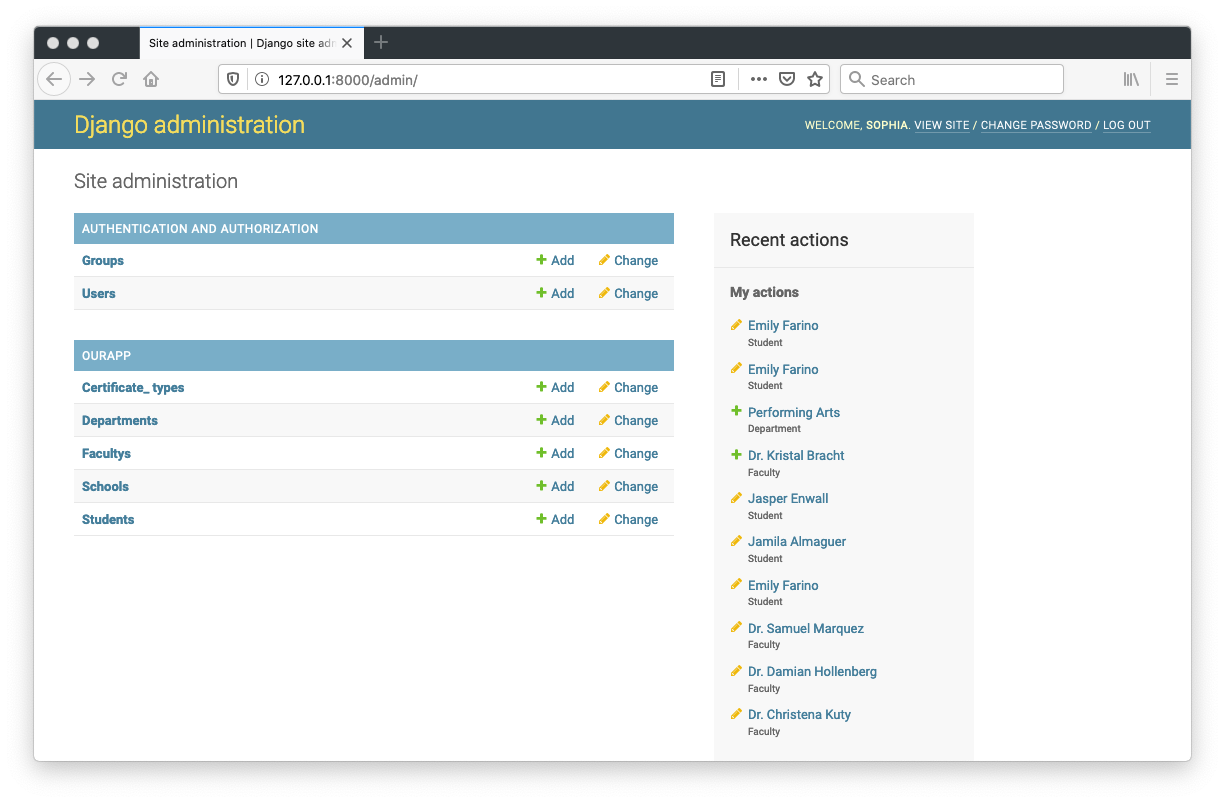 Site administration | Django site adm
127.0.0.1:8000/admin/
Search
Django administration
WELCOME, SOPHIA. VIEW SITE / CHANGE PASSWORD / LOG OUT
Site administration
AUTHENTICATION AND AUTHORIZATION
Groups Add Change
Users Add Change
OURAPP
Certificate_ types Add Change
Departments Add Change
Facultys Add Change
Schools Add Change
Students Add Change
Recent actions
My actions
Emily Farino
Student
Emily Farino
Student
Performing Arts
Department
Dr. Kristal Bracht
Faculty
Jasper Enwall
Student
Jamila Almaguer
Student
Emily Farino
Student
Dr. Samuel Marquez
Faculty
Dr. Damian Hollenberg
Faculty
Dr. Christena Kuty
Faculty